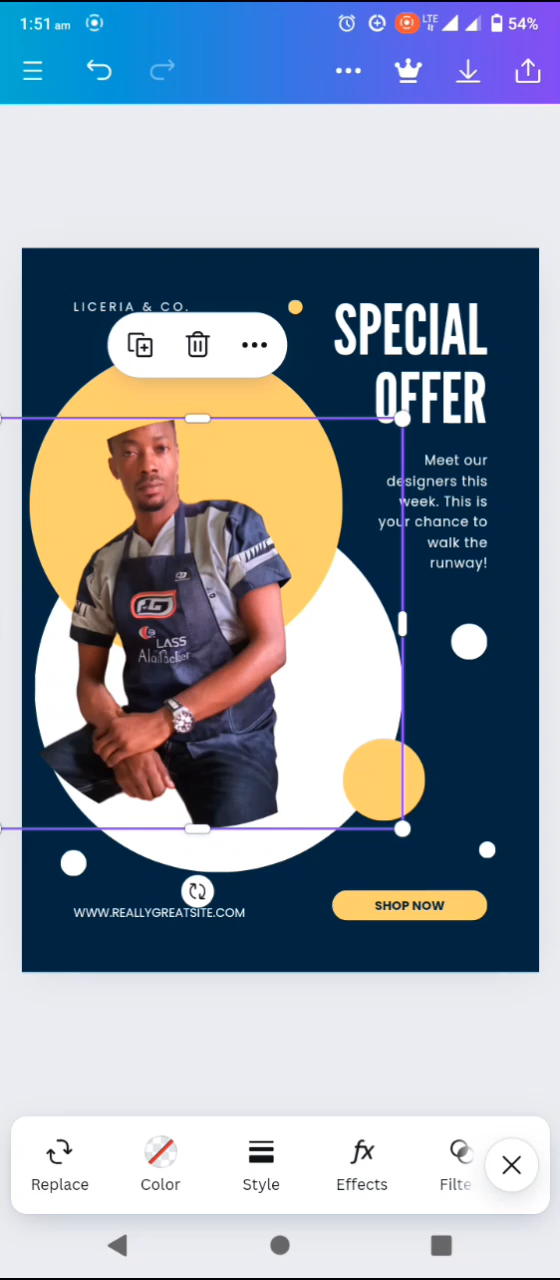 1:51 am
LTE
54%
LICERIA & CO.
SPECIAL
OFFER
Meet our
designers this
week. This is
your chance to
walk the
runway!
LASS
WWW.REALLYGREATSITE.COM
SHOP NOW
Replace
Color
Style
Effects
Filte